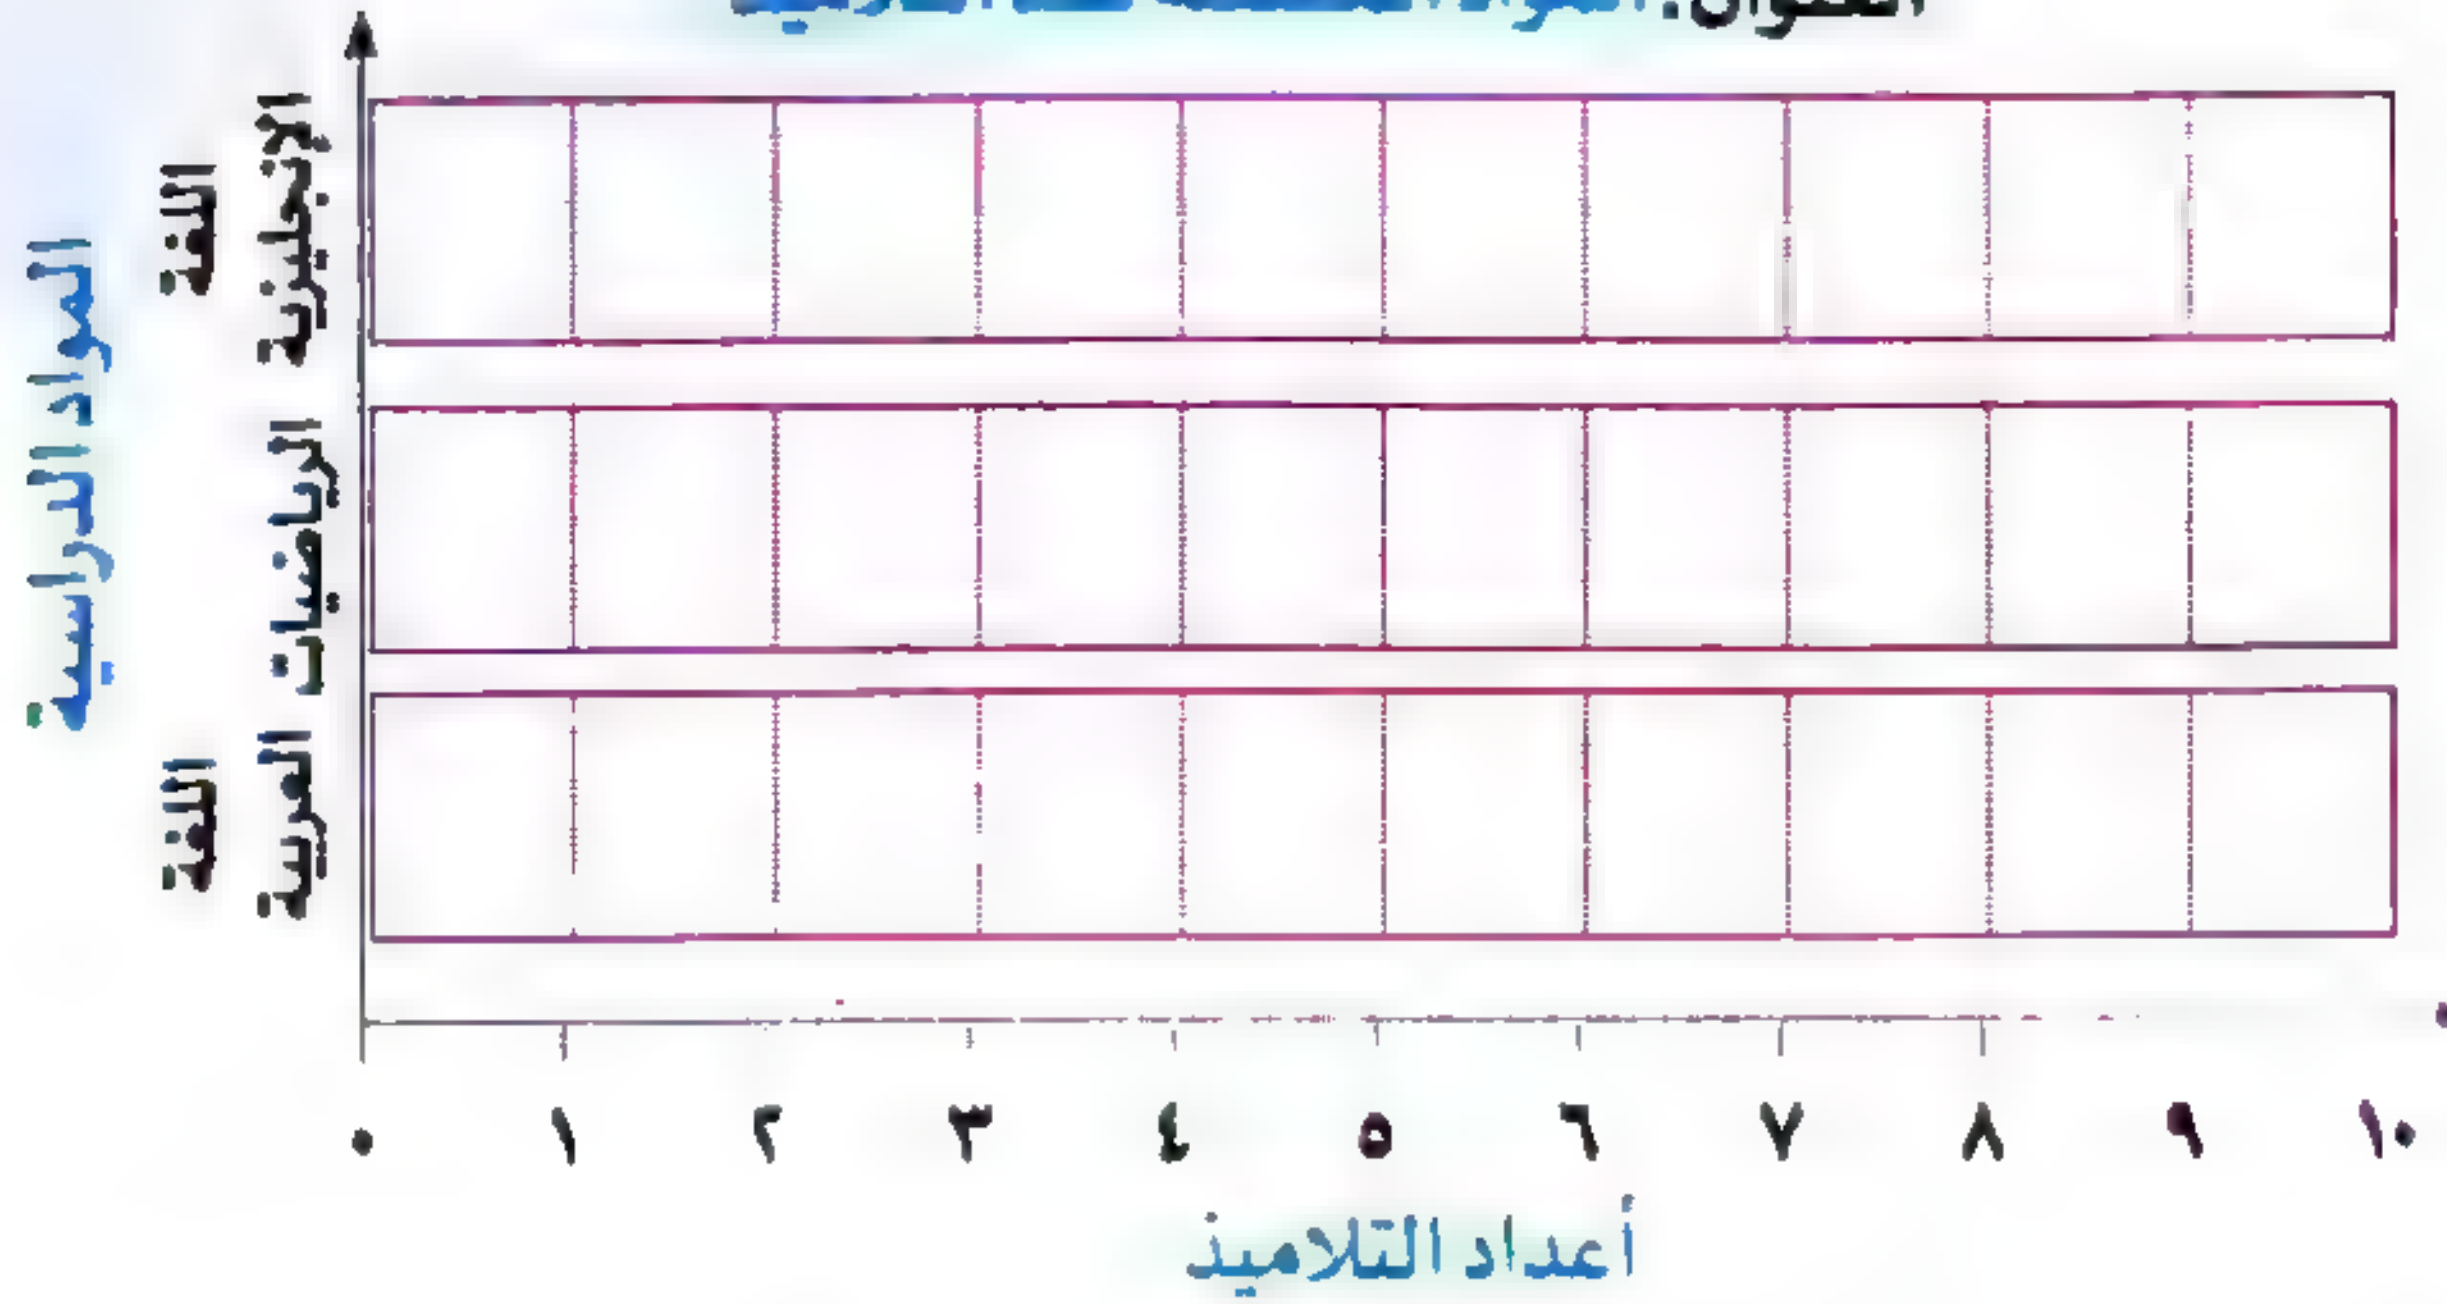 المواد الدراسية
اللغة
الإنجليزية
الرياضيات
اللغة
العربية
٠ ١ ٢ ٣ ٤ ٥ ٦ ٧ ٨ ٩ ١٠
أعداد التلاميذ